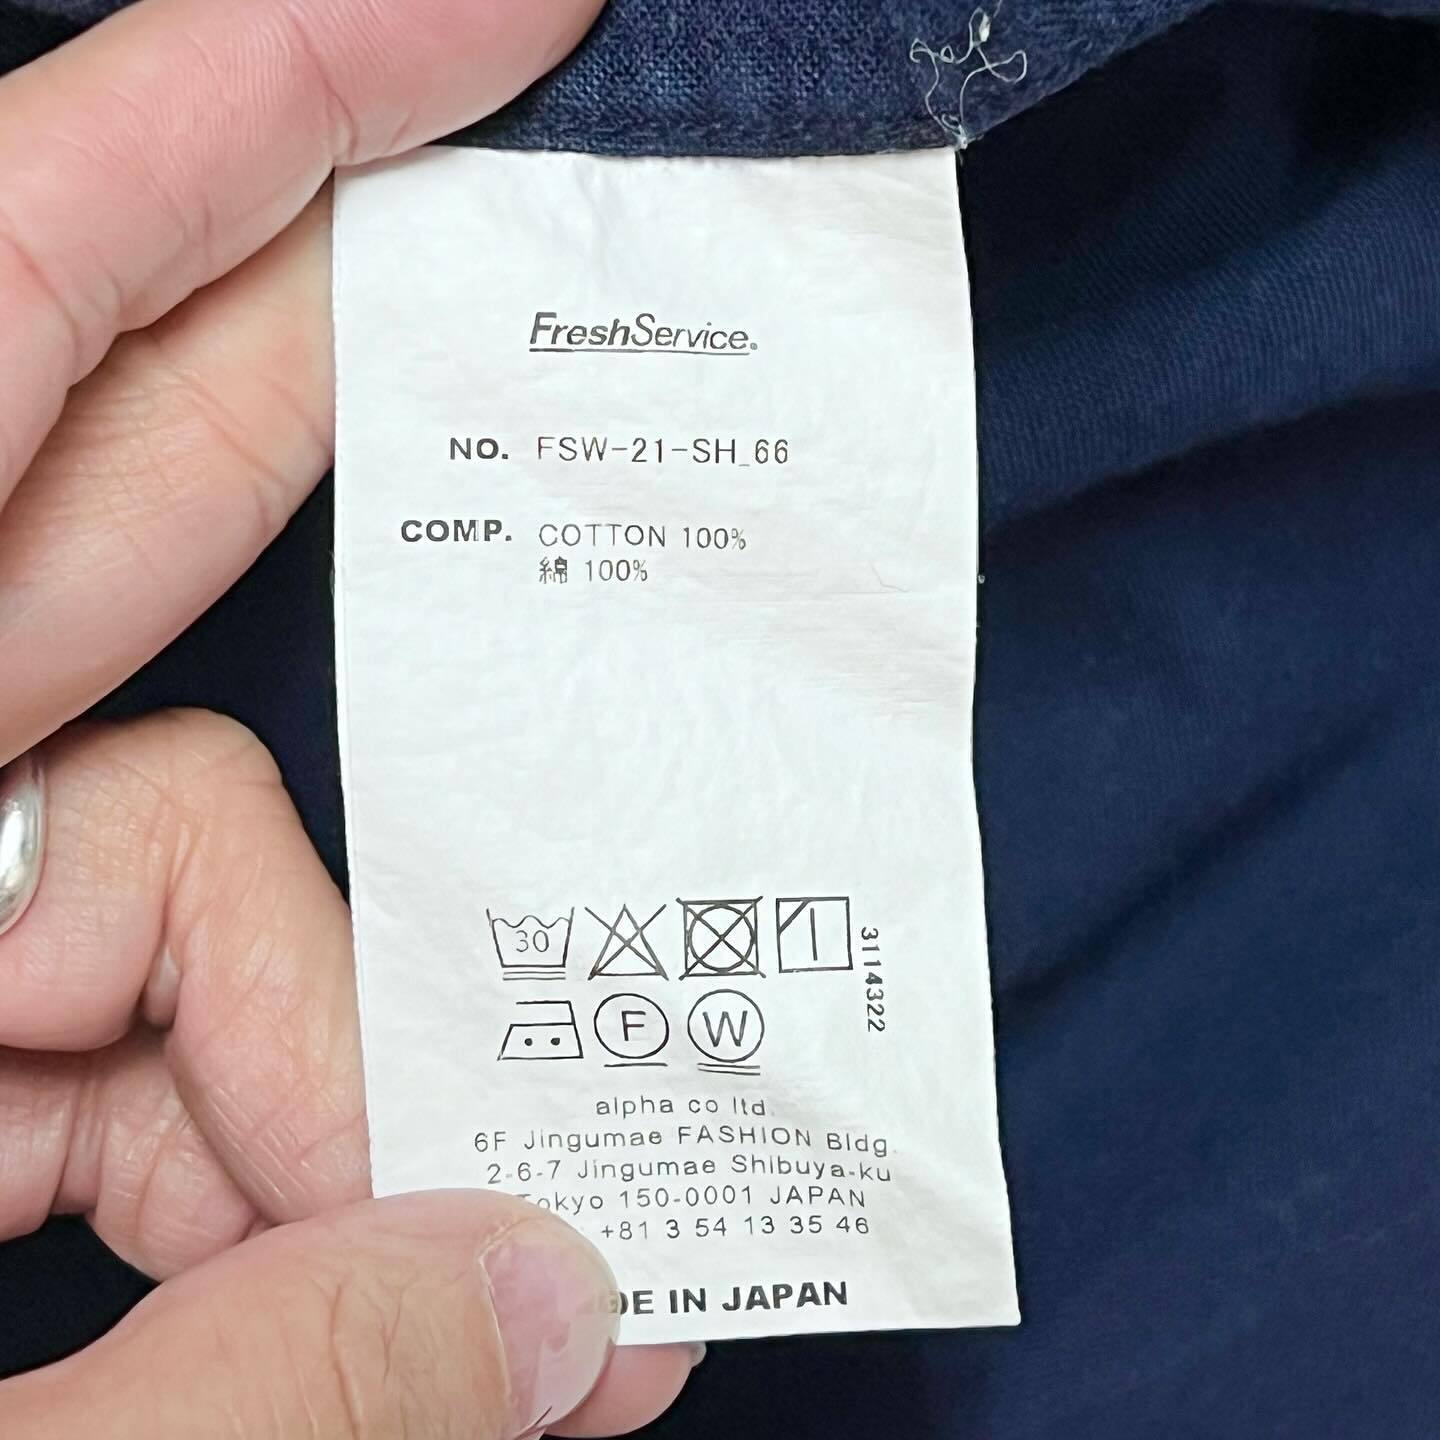 FreshService.
NO. FSW-21-SH_66
COMP. COTTON 100%
綿 100%
30
3114322
F W
alpha co ltd.
6F Jingumae FASHION Bldg.
2-6-7 Jingumae Shibuya-ku
Tokyo 150-0001 JAPAN
+81 3 54 13 35 46
DE IN JAPAN